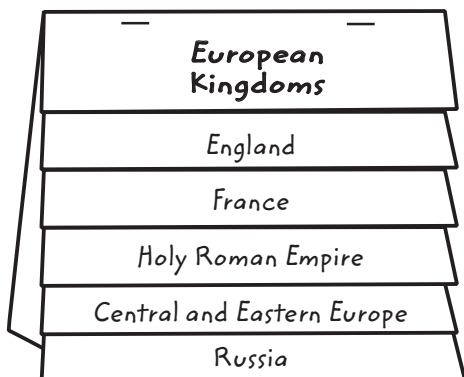 European
Kingdoms
England
France
Holy Roman Empire
Central and Eastern Europe
Russia